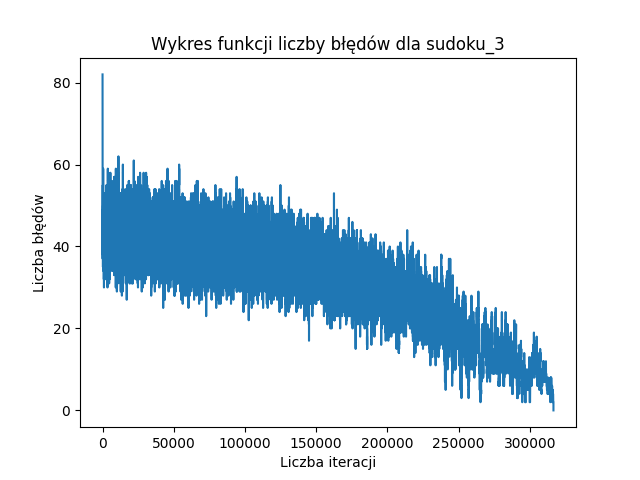 Wykres funkcji liczby błędów dla sudoku_3
80
60
40
20
0
Liczba błędów
0 50000 100000 150000 200000 250000 300000
Liczba iteracji